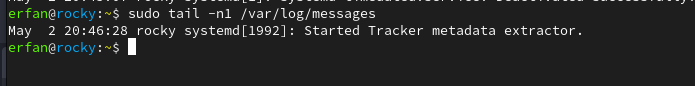 erfan@rocky:~$ sudo tail -n1 /var/log/messages
May  2 20:46:28 rocky systemd[1992]: Started Tracker metadata extractor.
erfan@rocky:~$